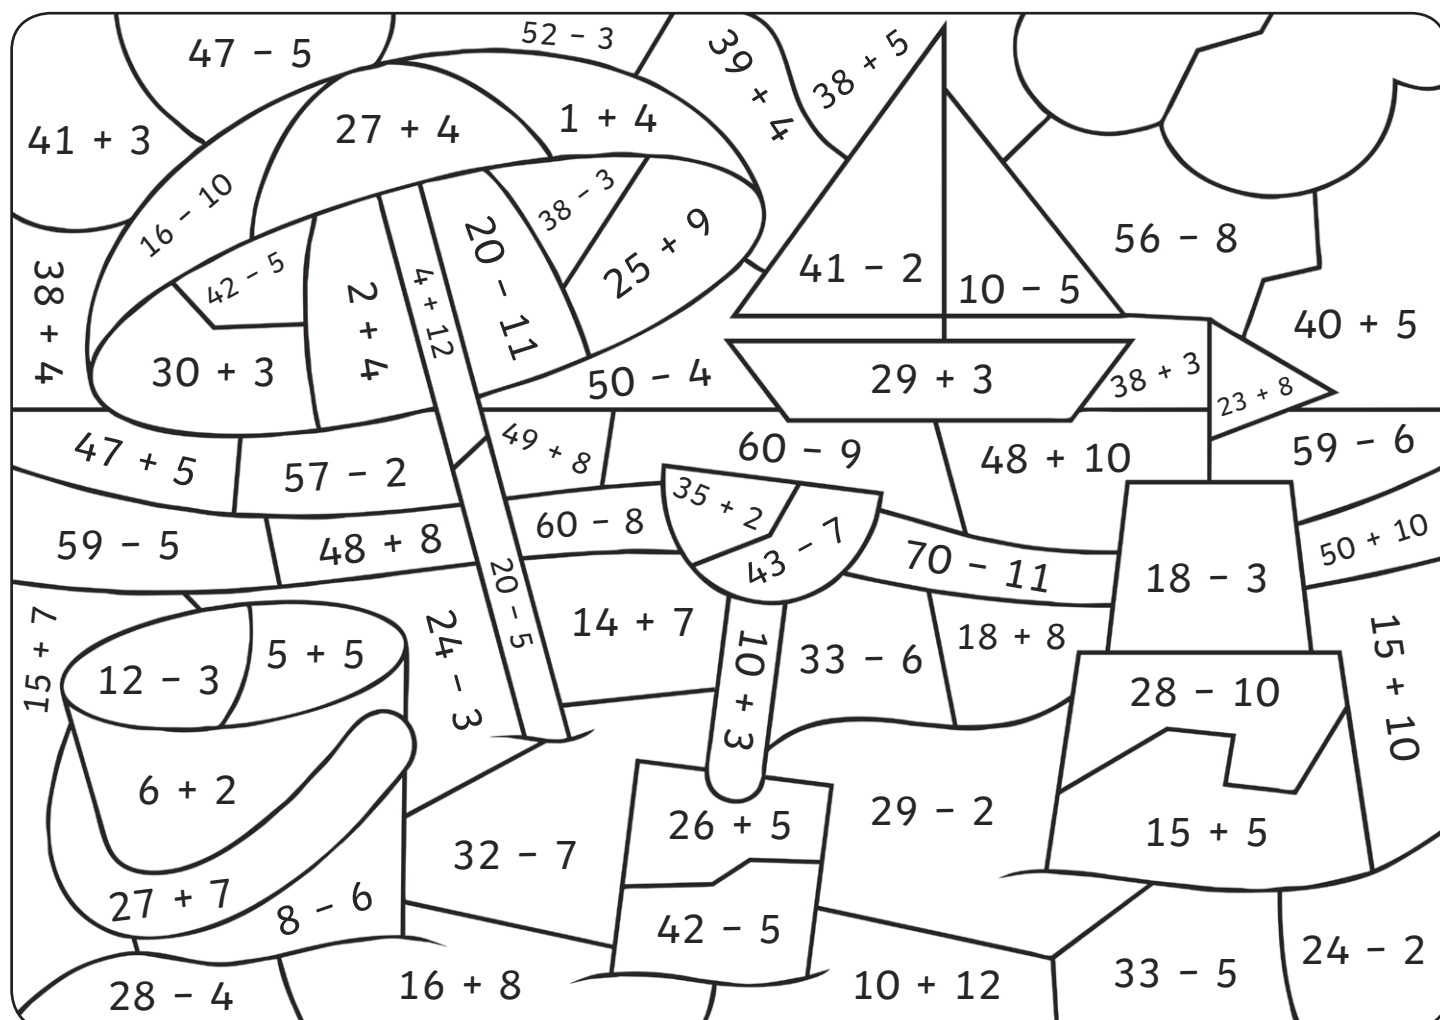 47 − 5
52 − 3
39 + 4
38 + 5
41 + 3
27 + 4
1 + 4
16 − 10
38 − 3
56 − 8
38 + 4
42 − 5
2 + 4
4 + 12
20 − 11
25 + 9
41 − 2
10 − 5
40 + 5
30 + 3
50 − 4
29 + 3
38 + 3
23 + 8
47 + 5
57 − 2
49 + 8
60 − 9
48 + 10
59 − 6
59 − 5
48 + 8
60 − 8
35 + 2
43 − 7
70 − 11
18 − 3
50 + 10
15 + 7
12 − 3
5 + 5
24 − 3
20 − 5
14 + 7
10 + 3
33 − 6
18 + 8
28 − 10
15 + 10
6 + 2
32 − 7
26 + 5
29 − 2
15 + 5
27 + 7
8 − 6
42 − 5
28 − 4
16 + 8
10 + 12
33 − 5
24 − 2